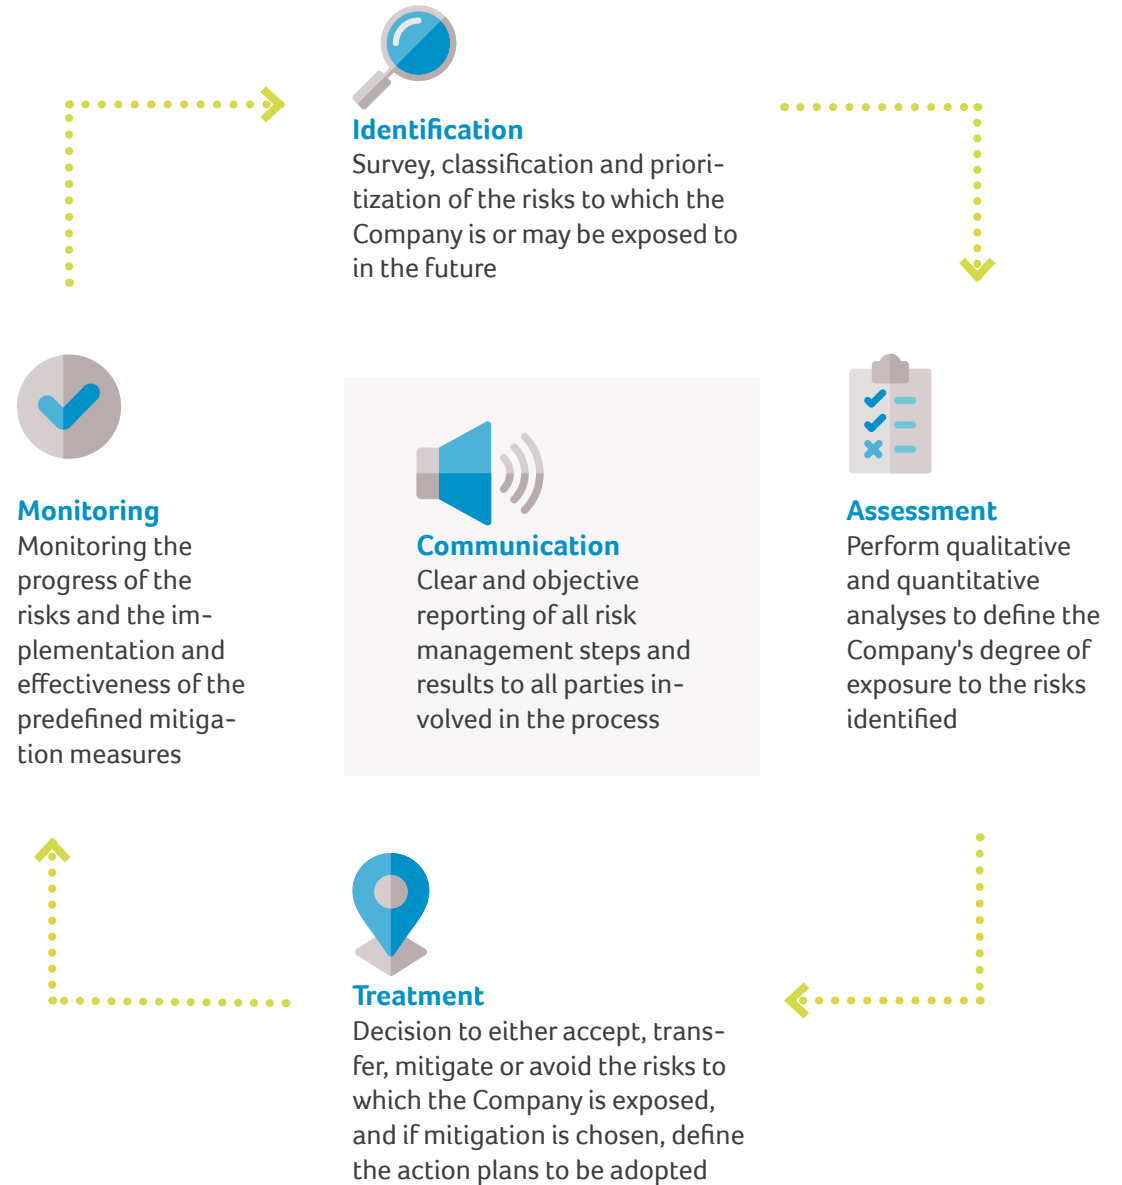 Identification
Survey, classification and priori-
tization of the risks to which the
Company is or may be exposed to
in the future
Monitoring
Monitoring the
progress of the
risks and the im-
plementation and
effectiveness of the
predefined mitiga-
tion measures
Communication
Clear and objective
reporting of all risk
management steps and
results to all parties in-
volved in the process
Assessment
Perform qualitative
and quantitative
analyses to define the
Company's degree of
exposure to the risks
identified
Treatment
Decision to either accept, trans-
fer, mitigate or avoid the risks to
which the Company is exposed,
and if mitigation is chosen, define
the action plans to be adopted